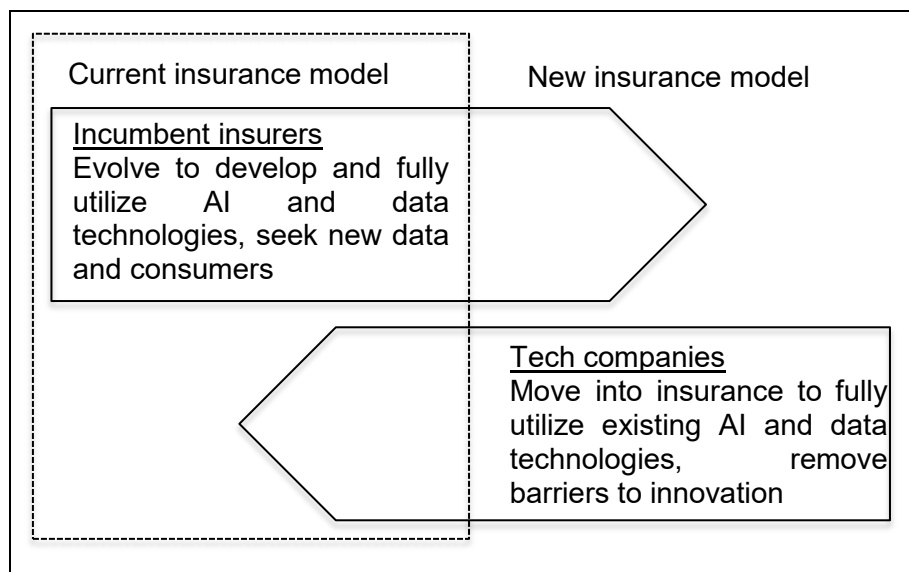 Current insurance model
New insurance model
Incumbent insurers
Evolve to develop and fully
utilize AI and data
technologies, seek new data
and consumers
Tech companies
Move into insurance to fully
utilize existing AI and data
technologies, remove
barriers to innovation